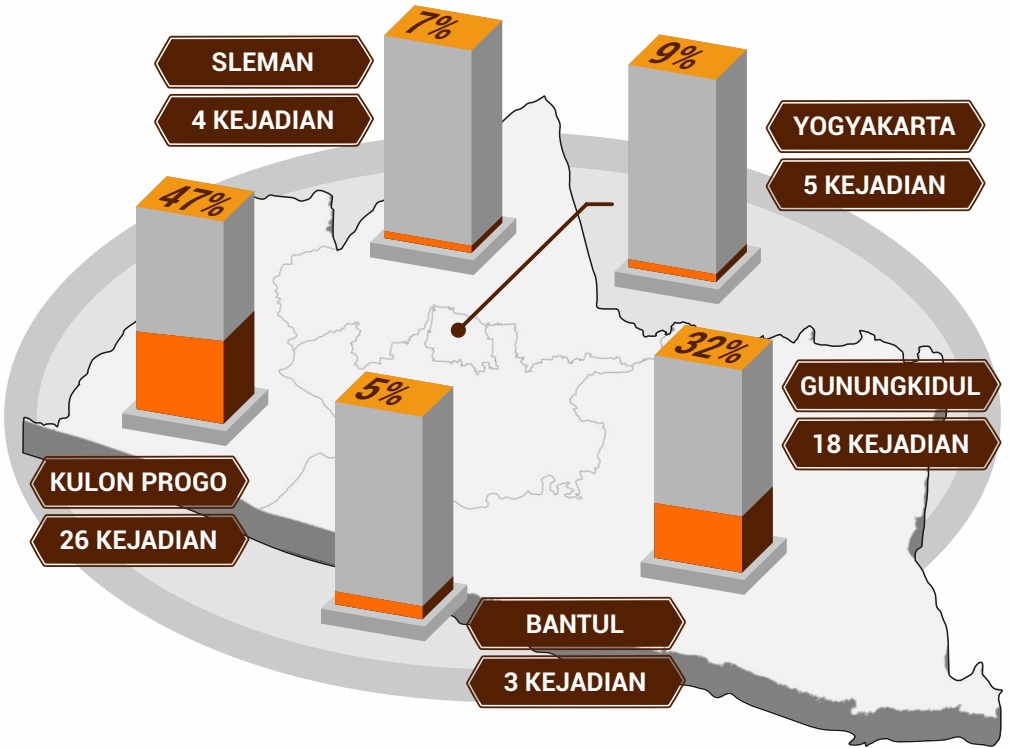 7%
SLEMAN
4 KEJADIAN
9%
YOGYAKARTA
5 KEJADIAN
47%
KULON PROGO
26 KEJADIAN
5%
BANTUL
3 KEJADIAN
32%
GUNUNGKIDUL
18 KEJADIAN